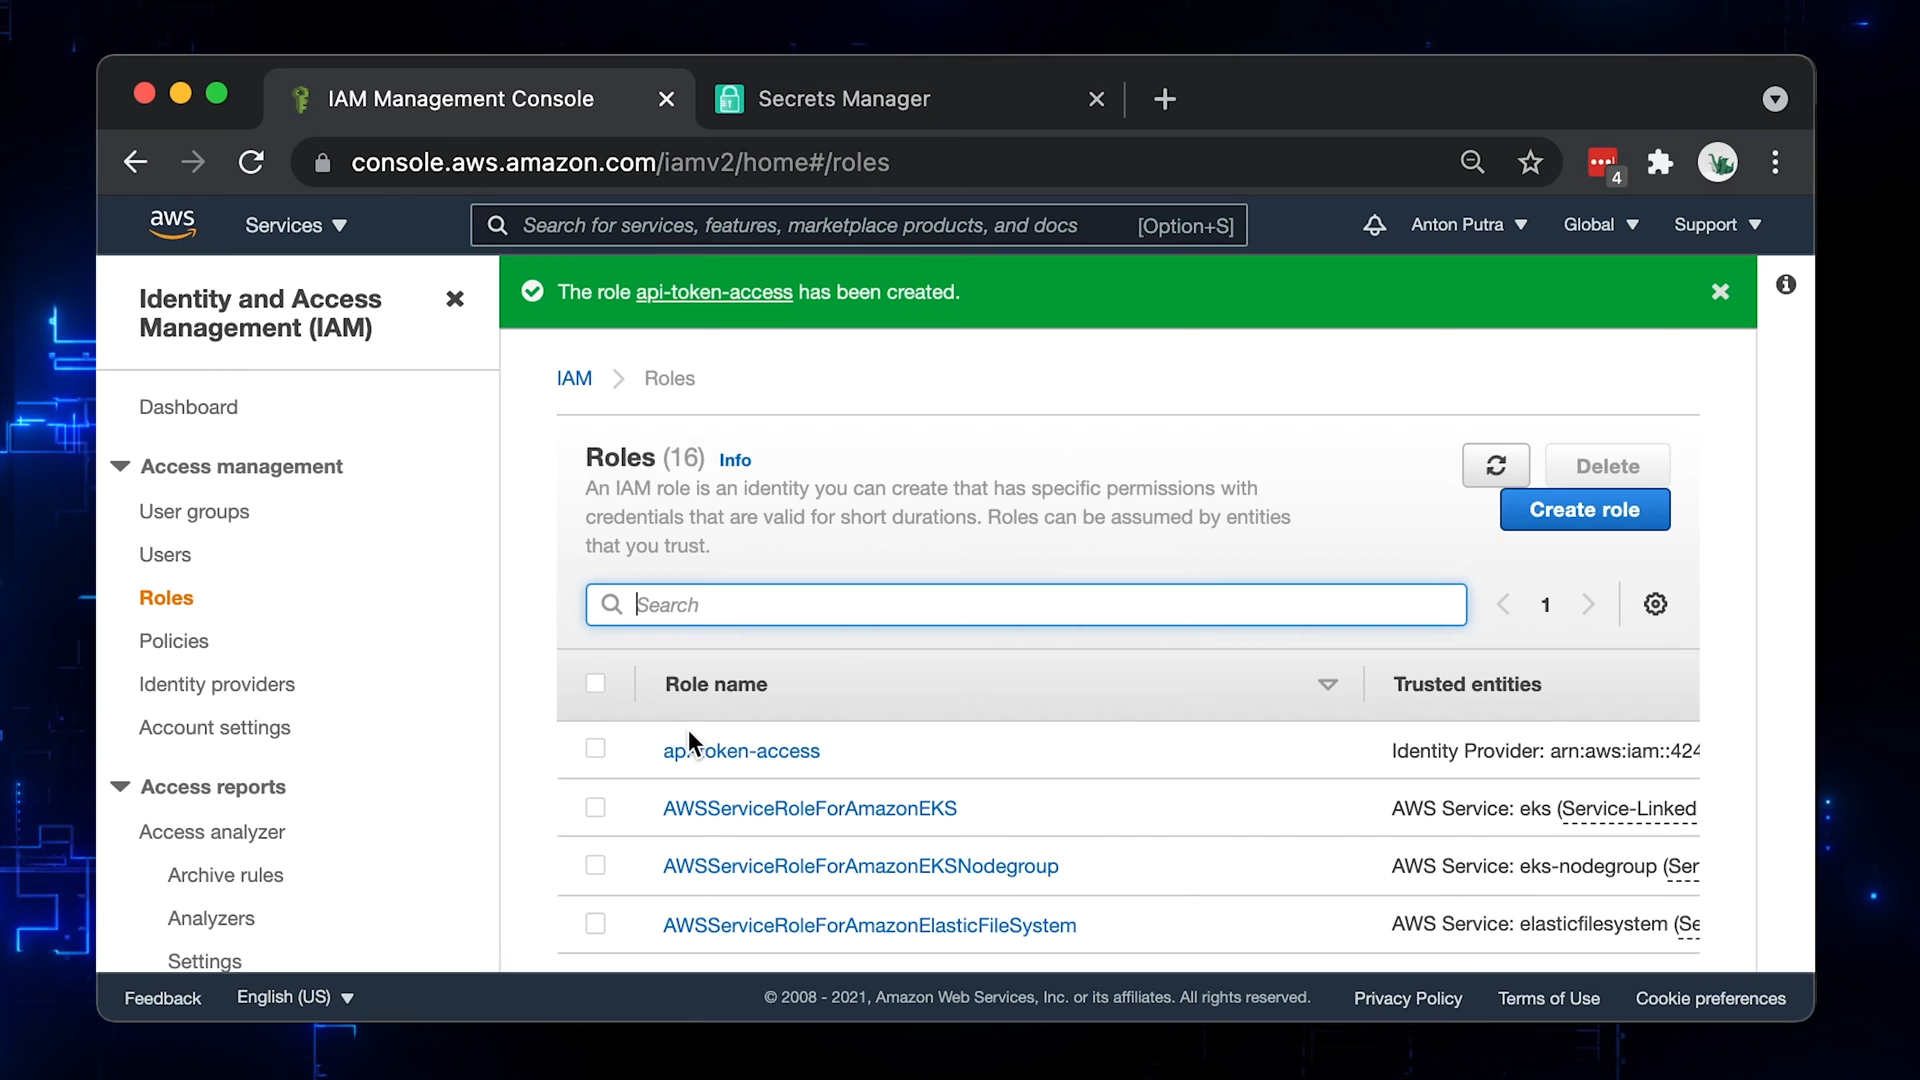 IAM Management Console
Secrets Manager
console.aws.amazon.com/iamv2/home#/roles
4
aws
Services
Search for services, features, marketplace products, and docs
[Option+S]
Anton Putra
Global
Support
Identity and Access
Management (IAM)
Dashboard
Access management
User groups
Users
Roles
Policies
Identity providers
Account settings
Access reports
Access analyzer
Archive rules
Analyzers
Settings
The role api-token-access has been created.
IAM
Roles
Roles (16) Info
An IAM role is an identity you can create that has specific permissions with
credentials that are valid for short durations. Roles can be assumed by entities
that you trust.
Delete
Create role
Search
1
Role name
Trusted entities
api-token-access
Identity Provider: arn:aws:iam::424
AWSServiceRoleForAmazonEKS
AWS Service: eks (Service-Linked
AWSServiceRoleForAmazonEKSNodegroup
AWS Service: eks-nodegroup (Ser
AWSServiceRoleForAmazonElasticFileSystem
AWS Service: elasticfilesystem (Se
Feedback
English (US)
© 2008 - 2021, Amazon Web Services, Inc. or its affiliates. All rights reserved.
Privacy Policy
Terms of Use
Cookie preferences